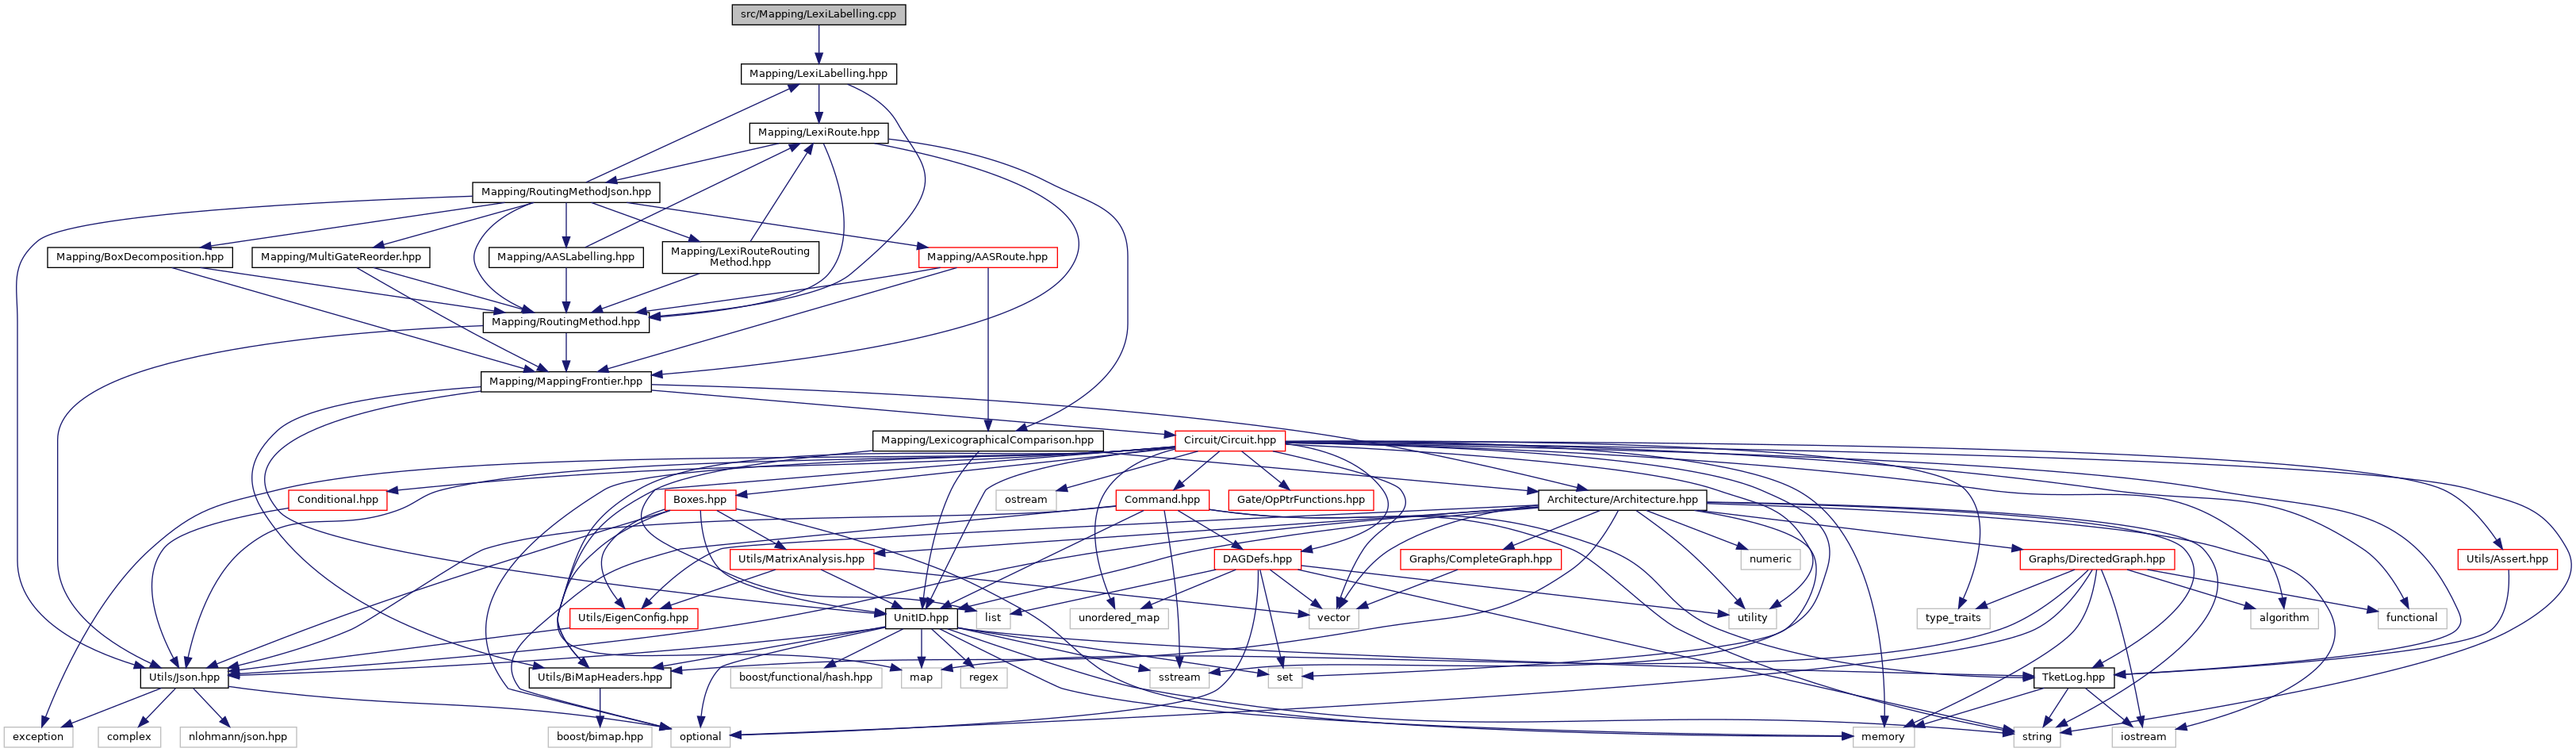 src/Mapping/LexiLabelling.cpp
Mapping/LexiLabelling.hpp
Mapping/LexiRoute.hpp
Mapping/RoutingMethodJson.hpp
Mapping/BoxDecomposition.hpp
Mapping/MultiGateReorder.hpp
Mapping/AASLabelling.hpp
Mapping/LexiRouteRouting
Method.hpp
Mapping/AASRoute.hpp
Mapping/RoutingMethod.hpp
Mapping/MappingFrontier.hpp
Mapping/LexicographicalComparison.hpp
Circuit/Circuit.hpp
Conditional.hpp
Boxes.hpp
ostream
Command.hpp
Gate/OpPtrFunctions.hpp
Architecture/Architecture.hpp
Utils/MatrixAnalysis.hpp
DAGDefs.hpp
Graphs/CompleteGraph.hpp
numeric
Graphs/DirectedGraph.hpp
Utils/Assert.hpp
Utils/EigenConfig.hpp
UnitID.hpp
list
unordered_map
vector
utility
type_traits
algorithm
functional
Utils/Json.hpp
Utils/BiMapHeaders.hpp
boost/functional/hash.hpp
map
regex
sstream
set
TketLog.hpp
exception
complex
nlohmann/json.hpp
boost/bimap.hpp
optional
memory
string
iostream